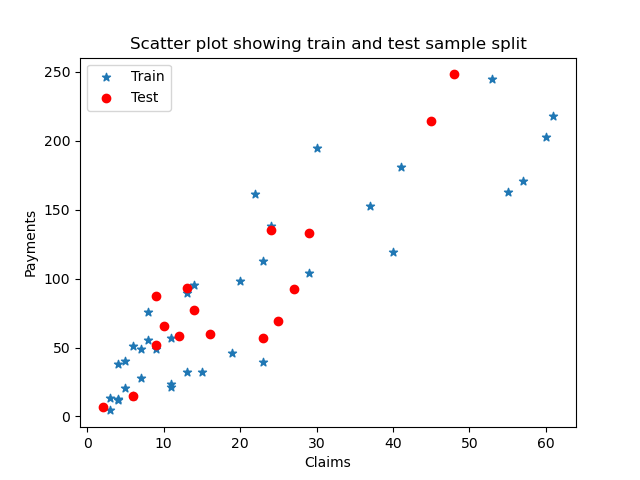 Scatter plot showing train and test sample split
Train
Test
250
200
150
100
50
0
Payments
0 10 20 30 40 50 60
Claims